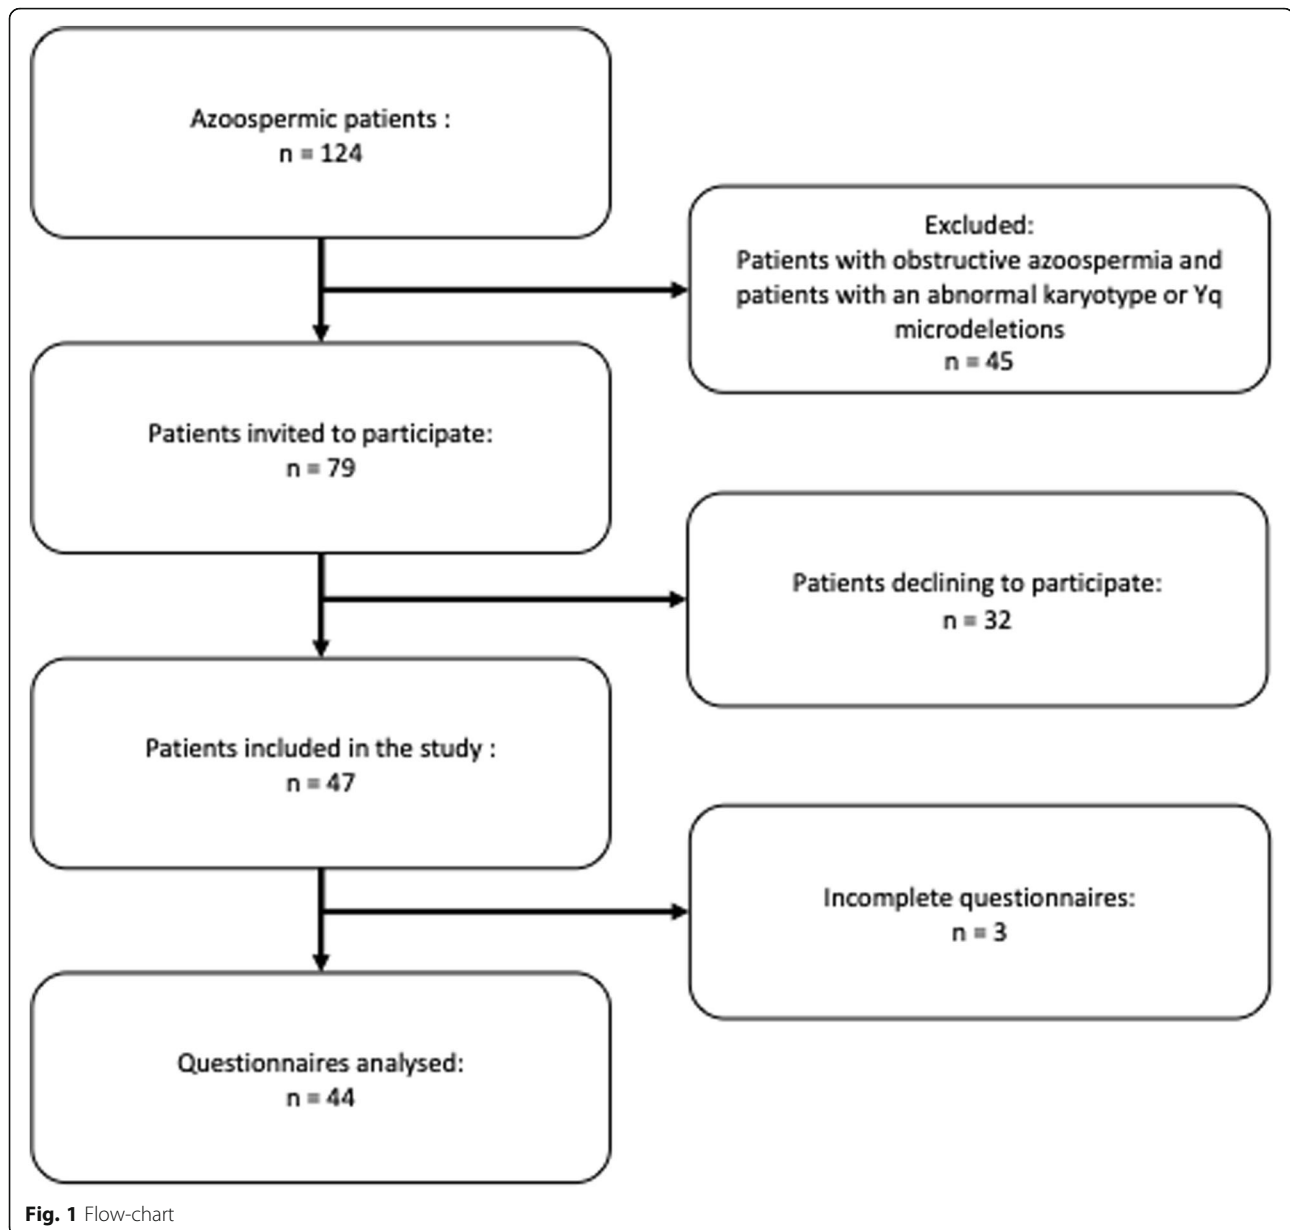 Azoospermic patients :
n = 124
Excluded:
Patients with obstructive azoospermia and
patients with an abnormal karyotype or Yq
microdeletions
n = 45
Patients invited to participate:
n = 79
Patients declining to participate:
n = 32
Patients included in the study :
n = 47
Incomplete questionnaires:
n = 3
Questionnaires analysed:
n = 44
Fig. 1 Flow-chart